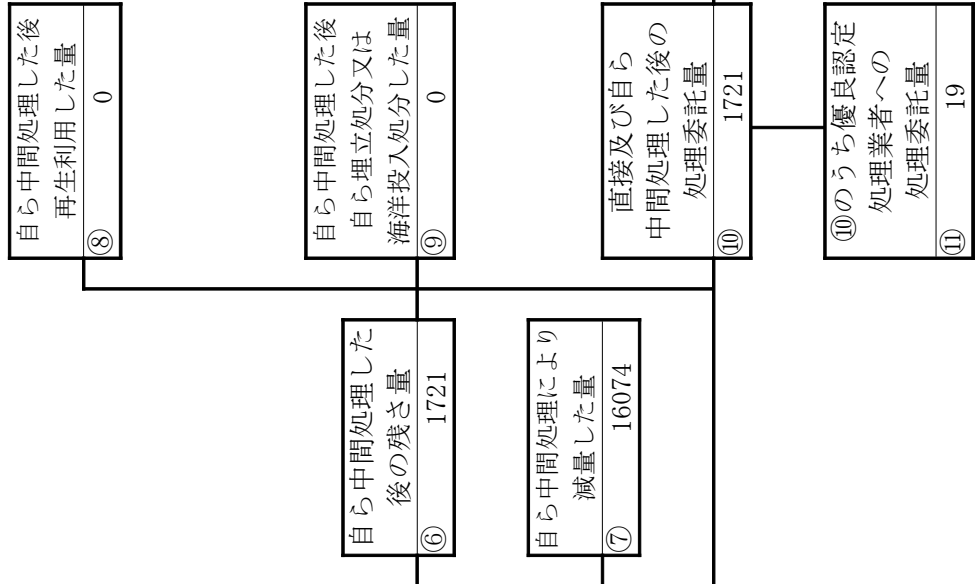 自ら中間処理した
後の残さ量
⑥
1721
自ら中間処理により
減量した量
⑦
16074
自ら中間処理した後
再生利用した量
⑧
0
自ら中間処理した後
自ら埋立処分又は
海洋投入処分した量
⑨
0
直接及び自ら
中間処理した後の
処理委託量
⑩
1721
⑩のうち優良認定
処理業者への
処理委託量
⑪
19